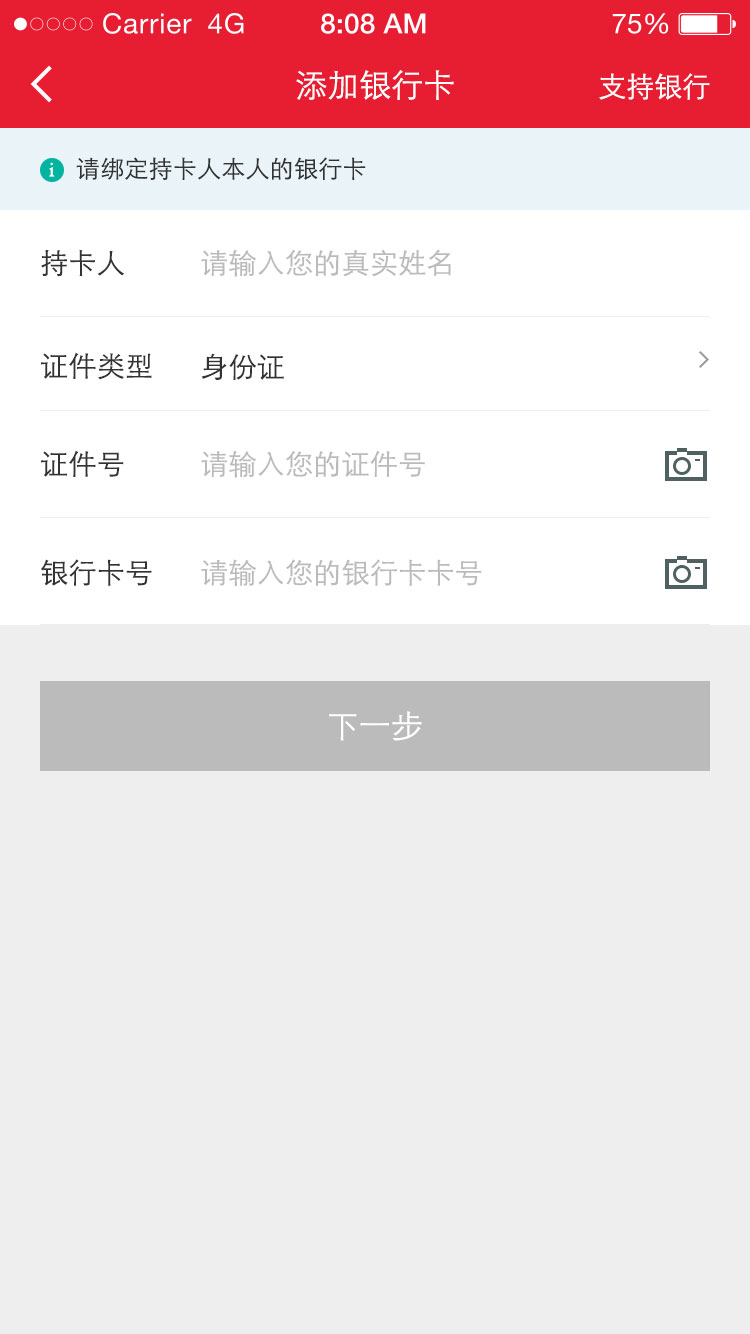 Carrier 4G 8:08 AM 75%
添加银行卡 支持银行
请绑定持卡人本人的银行卡
持卡人 请输入您的真实姓名
证件类型 身份证
证件号 请输入您的证件号
银行卡号 请输入您的银行卡卡号
下一步